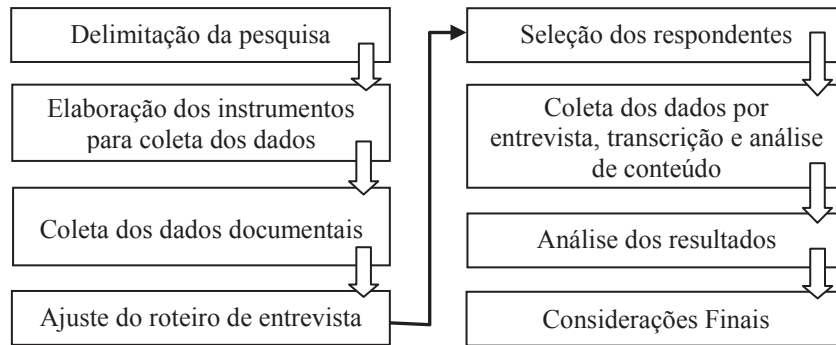 Delimitação da pesquisa
Elaboração dos instrumentos
para coleta dos dados
Coleta dos dados documentais
Ajuste do roteiro de entrevista
Seleção dos respondentes
Coleta dos dados por
entrevista, transcrição e análise
de conteúdo
Análise dos resultados
Considerações Finais